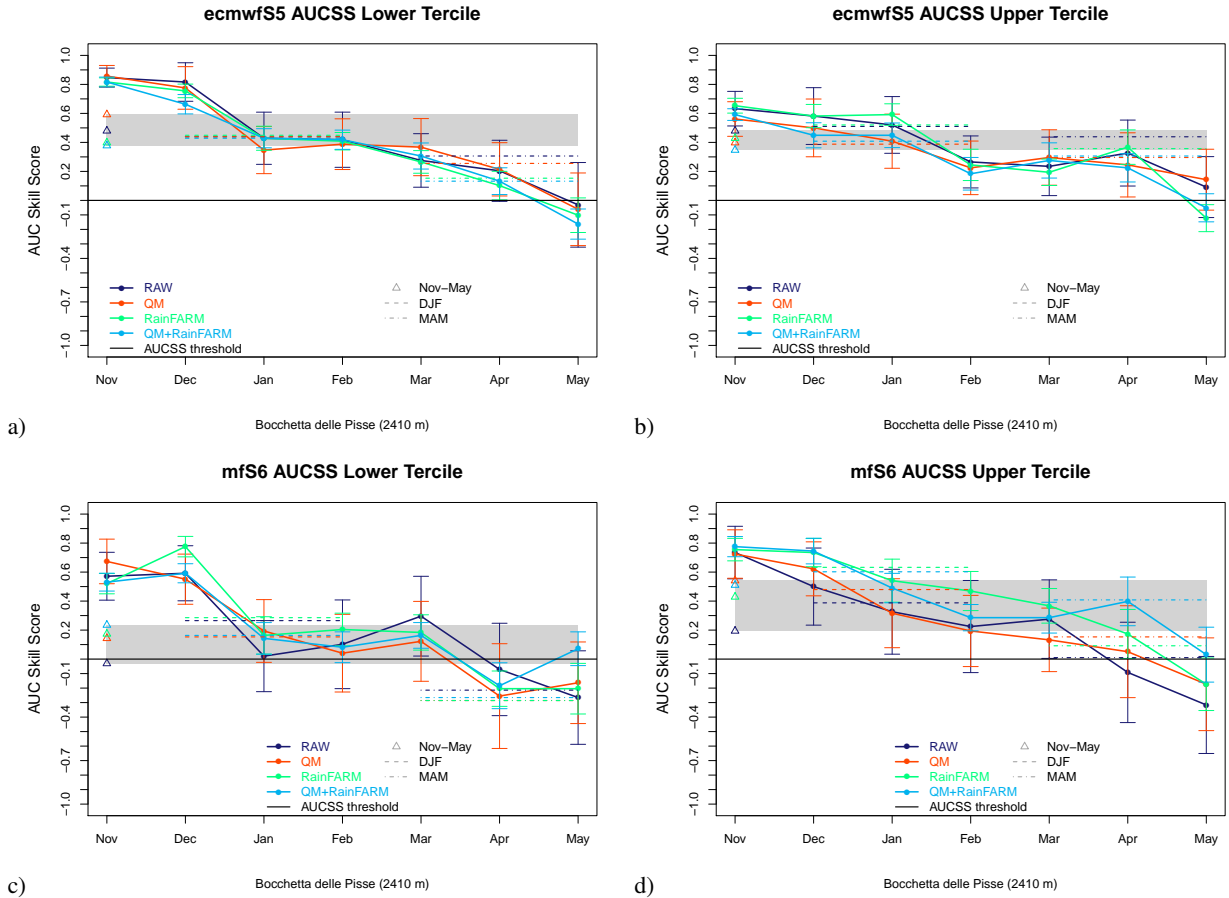 ecmwfS5 AUCSS Lower Tercile
AUC Skill Score
1.0
0.8
0.6
0.4
0.2
−0.1
−0.4
−0.7
−1.0
RAW
QM
RainFARM
QM+RainFARM
AUCSS threshold
Nov−May
DJF
MAM
Nov Dec Jan Feb Mar Apr May
Bocchetta delle Pisse (2410 m)
a)
ecmwfS5 AUCSS Upper Tercile
AUC Skill Score
1.0
0.8
0.6
0.4
0.2
−0.1
−0.4
−0.7
−1.0
RAW
QM
RainFARM
QM+RainFARM
AUCSS threshold
Nov−May
DJF
MAM
Nov Dec Jan Feb Mar Apr May
Bocchetta delle Pisse (2410 m)
b)
mfS6 AUCSS Lower Tercile
AUC Skill Score
1.0
0.8
0.6
0.4
0.2
−0.1
−0.4
−0.7
−1.0
RAW
QM
RainFARM
QM+RainFARM
AUCSS threshold
Nov−May
DJF
MAM
Nov Dec Jan Feb Mar Apr May
Bocchetta delle Pisse (2410 m)
c)
mfS6 AUCSS Upper Tercile
AUC Skill Score
1.0
0.8
0.6
0.4
0.2
−0.1
−0.4
−0.7
−1.0
RAW
QM
RainFARM
QM+RainFARM
AUCSS threshold
Nov−May
DJF
MAM
Nov Dec Jan Feb Mar Apr May
Bocchetta delle Pisse (2410 m)
d)